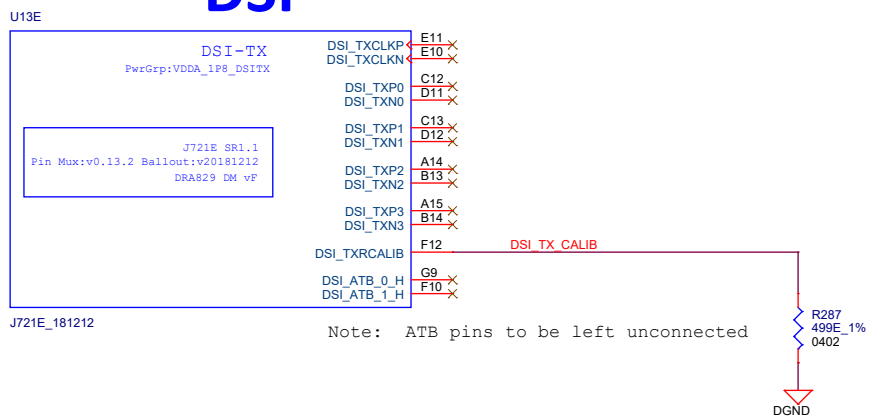 DSI
U13E
DSI-TX
PwrGrp:VDDA_1P8_DSITX
J721E SR1.1
Pin Mux:v0.13.2 Ballout:v20181212
DRA829 DM vF
DSI_TXCLKP E11
DSI_TXCLKN E10
DSI_TXP0 C12
DSI_TXN0 D11
DSI_TXP1 C13
DSI_TXN1 D12
DSI_TXP2 A14
DSI_TXN2 B13
DSI_TXP3 A15
DSI_TXN3 B14
DSI_TXRCALIB F12 DSI_TX_CALIB
DSI_ATB_0_H G9
DSI_ATB_1_H F10
J721E_181212
Note: ATB pins to be left unconnected
R287
499E_1%
0402
DGND